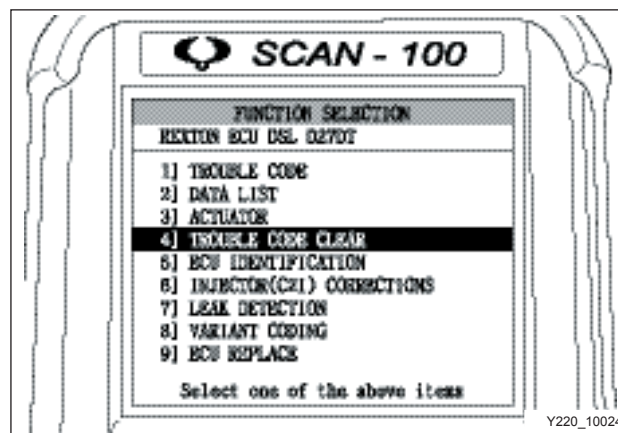 SCAN - 100
FUNCTION SELECTION
REXTON ECU DSL D27DT
1] TROUBLE CODE
2] DATA LIST
3] ACTUATOR
4] TROUBLE CODE CLEAR
5] ECU IDENTIFICATION
6] INJECTOR(C2I) CORRECTIONS
7] LEAK DETECTION
8] VARIANT CODING
9] ECU REPLACE
Select one of the above items
Y220_10024